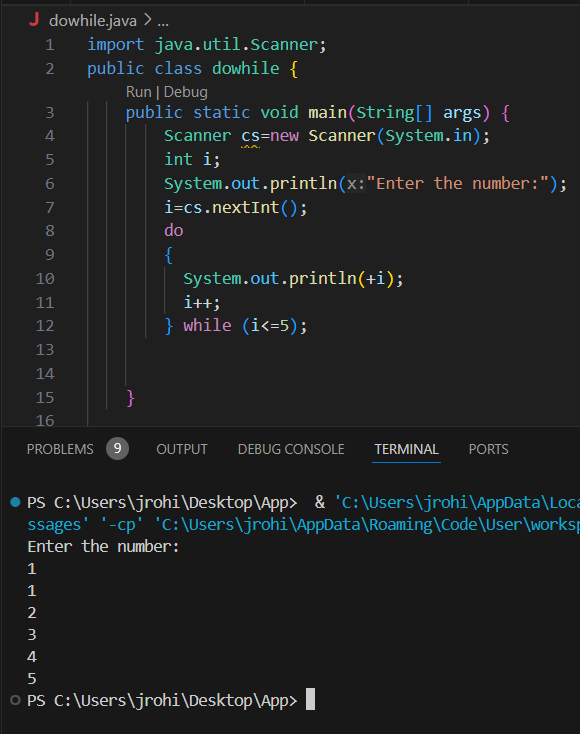 J dowhile.java > ...
1 import java.util.Scanner;
2 public class dowhile {
Run | Debug
3 public static void main(String[] args) {
4 Scanner cs=new Scanner(System.in);
5 int i;
6 System.out.println(x:"Enter the number:");
7 i=cs.nextInt();
8 do
9 {
10 System.out.println(+i);
11 i++;
12 } while (i<=5);
13
14
15 }
16
PROBLEMS 9 OUTPUT DEBUG CONSOLE TERMINAL PORTS
PS C:\Users\jrohi\Desktop\App> & 'C:\Users\jrohi\AppData\Loca
ssages' '-cp' 'C:\Users\jrohi\AppData\Roaming\Code\User\worksp
Enter the number:
1
1
2
3
4
5
PS C:\Users\jrohi\Desktop\App>